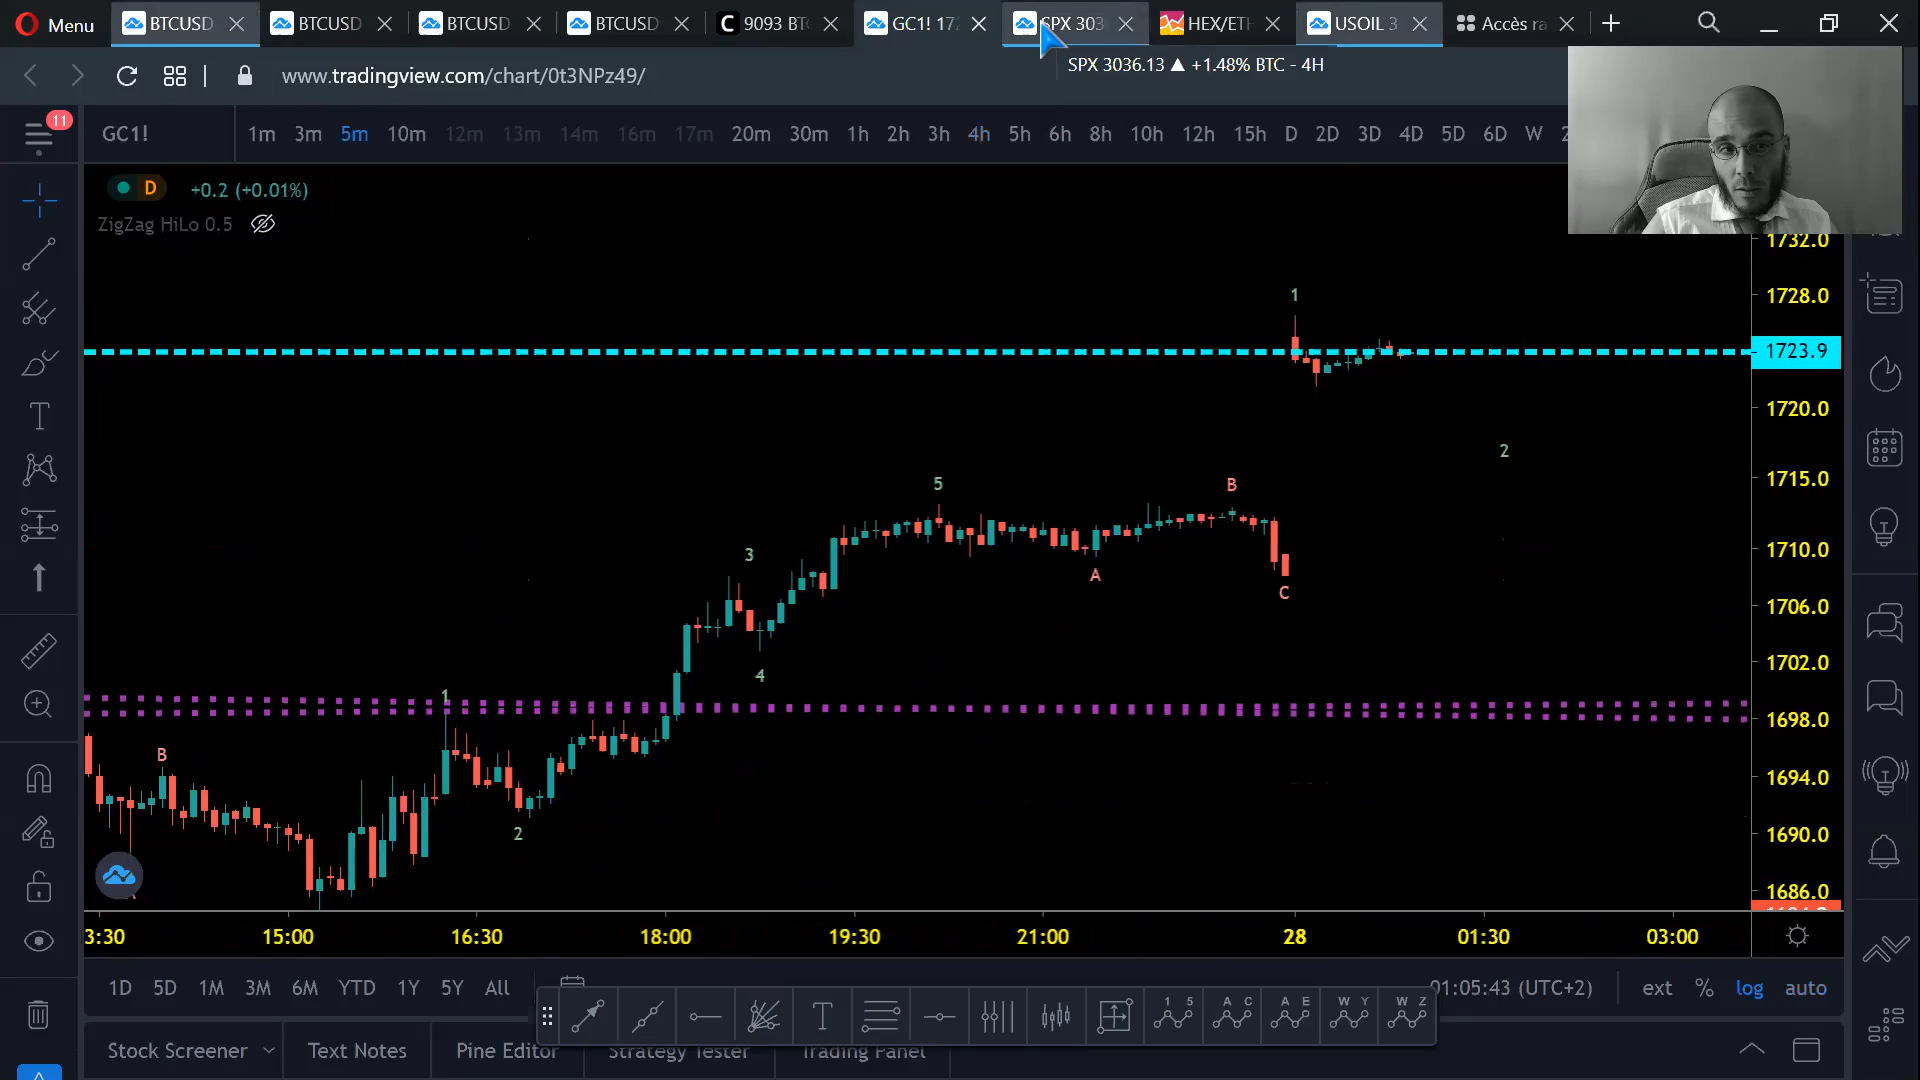 Menu BTCUSD BTCUSD BTCUSD BTCUSD 9093 BT GC1! 172 SPX 303 HEX/ETH USOIL 3 Accès ra
www.tradingview.com/chart/0t3NPz49/
SPX 3036.13 ▲ +1.48% BTC - 4H
11
GC1! 1m 3m 5m 10m 12m 13m 14m 16m 17m 20m 30m 1h 2h 3h 4h 5h 6h 8h 10h 12h 15h D 2D 3D 4D 5D 6D W
D +0.2 (+0.01%)
ZigZag HiLo 0.5
1732.0
1728.0
1
1723.9
1720.0
2
1715.0
5
B
1710.0
3
A
C
1706.0
1702.0
4
1
1698.0
B
1694.0
2
1690.0
1686.0
3:30 15:00 16:30 18:00 19:30 21:00 28 01:30 03:00
1D 5D 1M 3M 6M YTD 1Y 5Y All 01:05:43 (UTC+2) ext % log auto
T 1 5 A C A E W Y W Z
Stock Screener Text Notes Pine Editor Strategy Tester Trading Panel